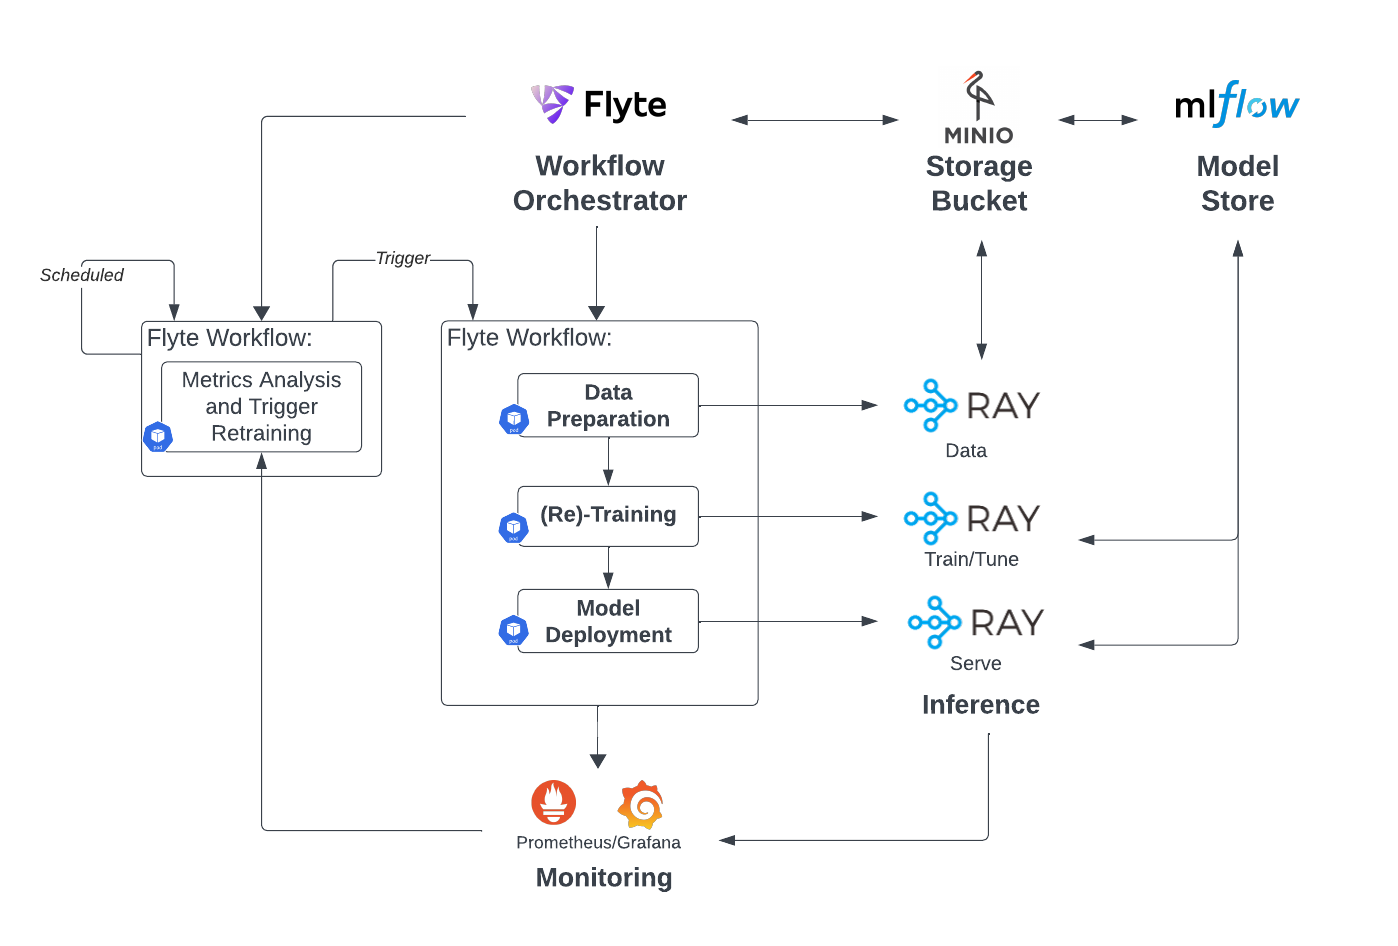 Flyte
MINIO
mlflow
Workflow
Orchestrator
Storage
Bucket
Model
Store
Scheduled
Trigger
Flyte Workflow:
Metrics Analysis
and Trigger
Retraining
pod
Flyte Workflow:
Data
Preparation
pod
(Re)-Training
pod
Model
Deployment
pod
RAY
Data
RAY
Train/Tune
RAY
Serve
Inference
Prometheus/Grafana
Monitoring